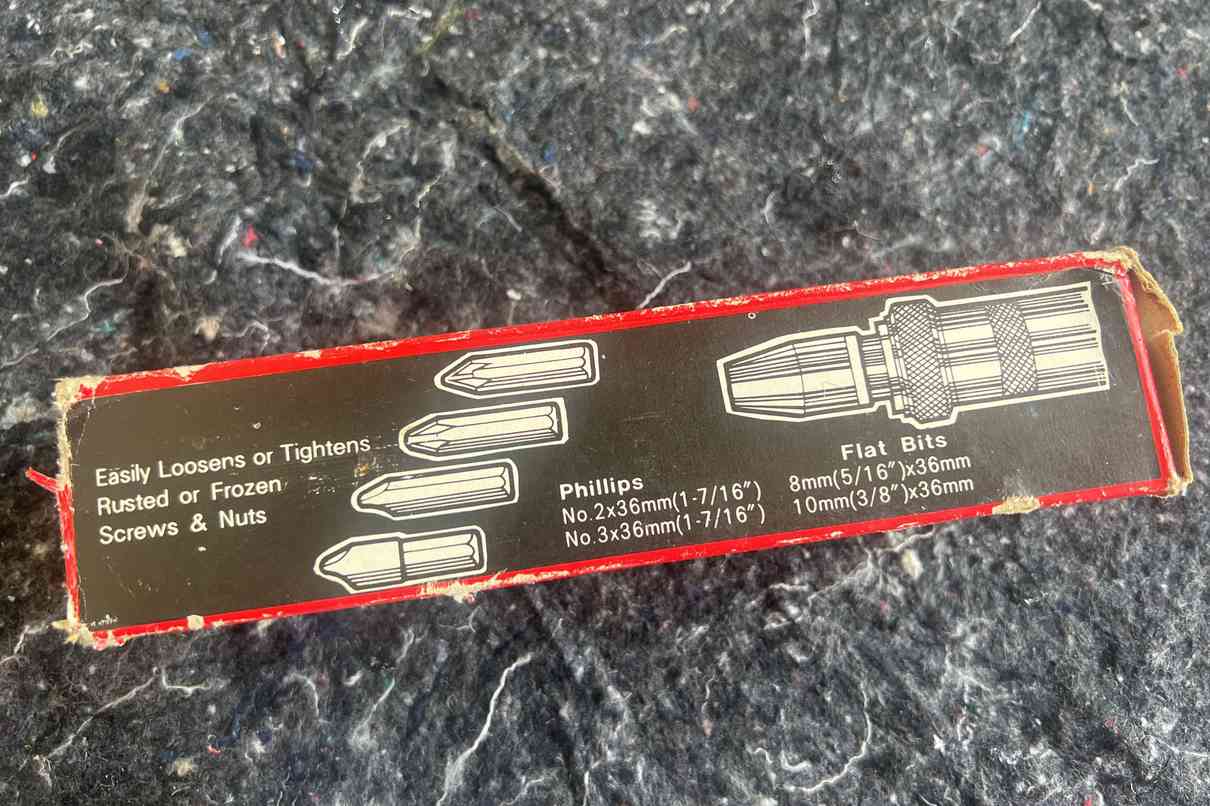 Easily Loosens or Tightens
Rusted or Frozen
Screws & Nuts
Phillips
No.2x36mm(1-7/16")
No.3x36mm(1-7/16")
Flat Bits
8mm(5/16")x36mm
10mm(3/8")x36mm